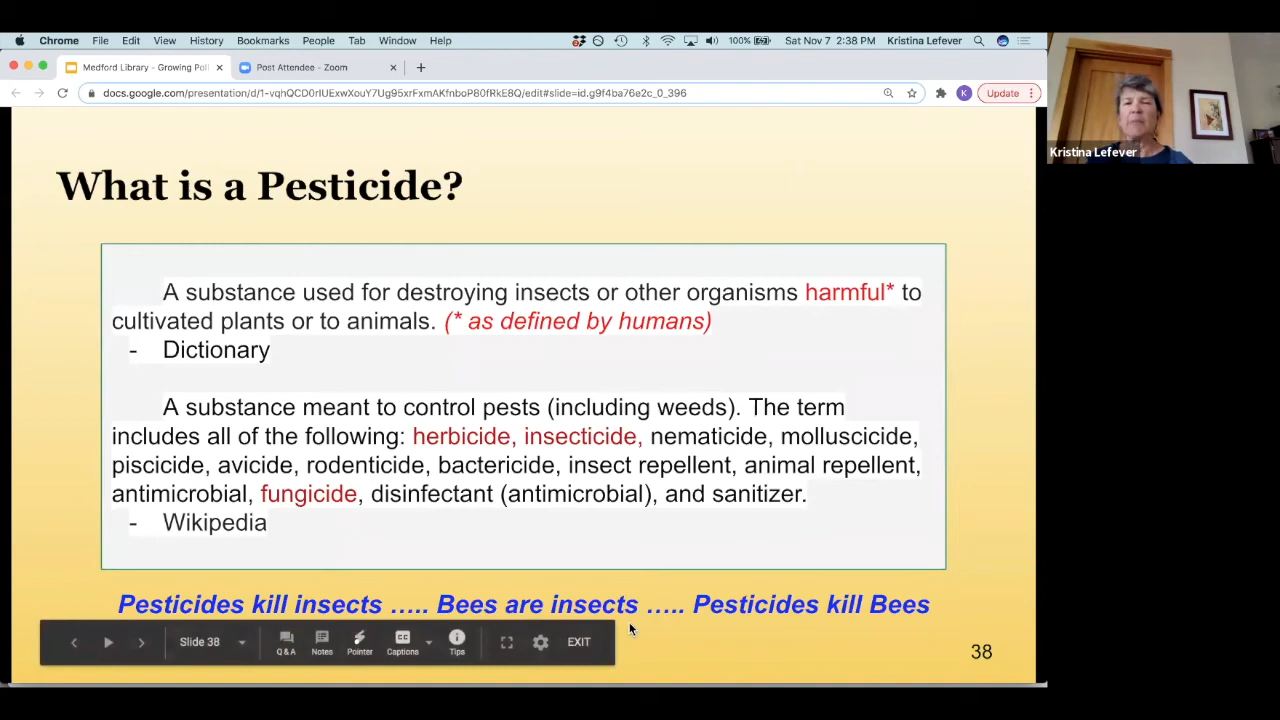 Chrome File Edit View History Bookmarks People Tab Window Help 100% Sat Nov 7 2:38 PM Kristina Lefever
Medford Library - Growing Poll Post Attendee - Zoom
docs.google.com/presentation/d/1-vqhQCD0rIUExwXouY7Ug95xrFxmAKfnboP80fRkE8Q/edit#slide=id.g9f4ba76e2c_0_396 K Update
Kristina Lefever
What is a Pesticide?
A substance used for destroying insects or other organisms harmful* to
cultivated plants or to animals. (* as defined by humans)
- Dictionary
A substance meant to control pests (including weeds). The term
includes all of the following: herbicide, insecticide, nematicide, molluscicide,
piscicide, avicide, rodenticide, bactericide, insect repellent, animal repellent,
antimicrobial, fungicide, disinfectant (antimicrobial), and sanitizer.
- Wikipedia
Pesticides kill insects ….. Bees are insects ….. Pesticides kill Bees
Slide 38 Q&A Notes Pointer CC Captions Tips EXIT
38